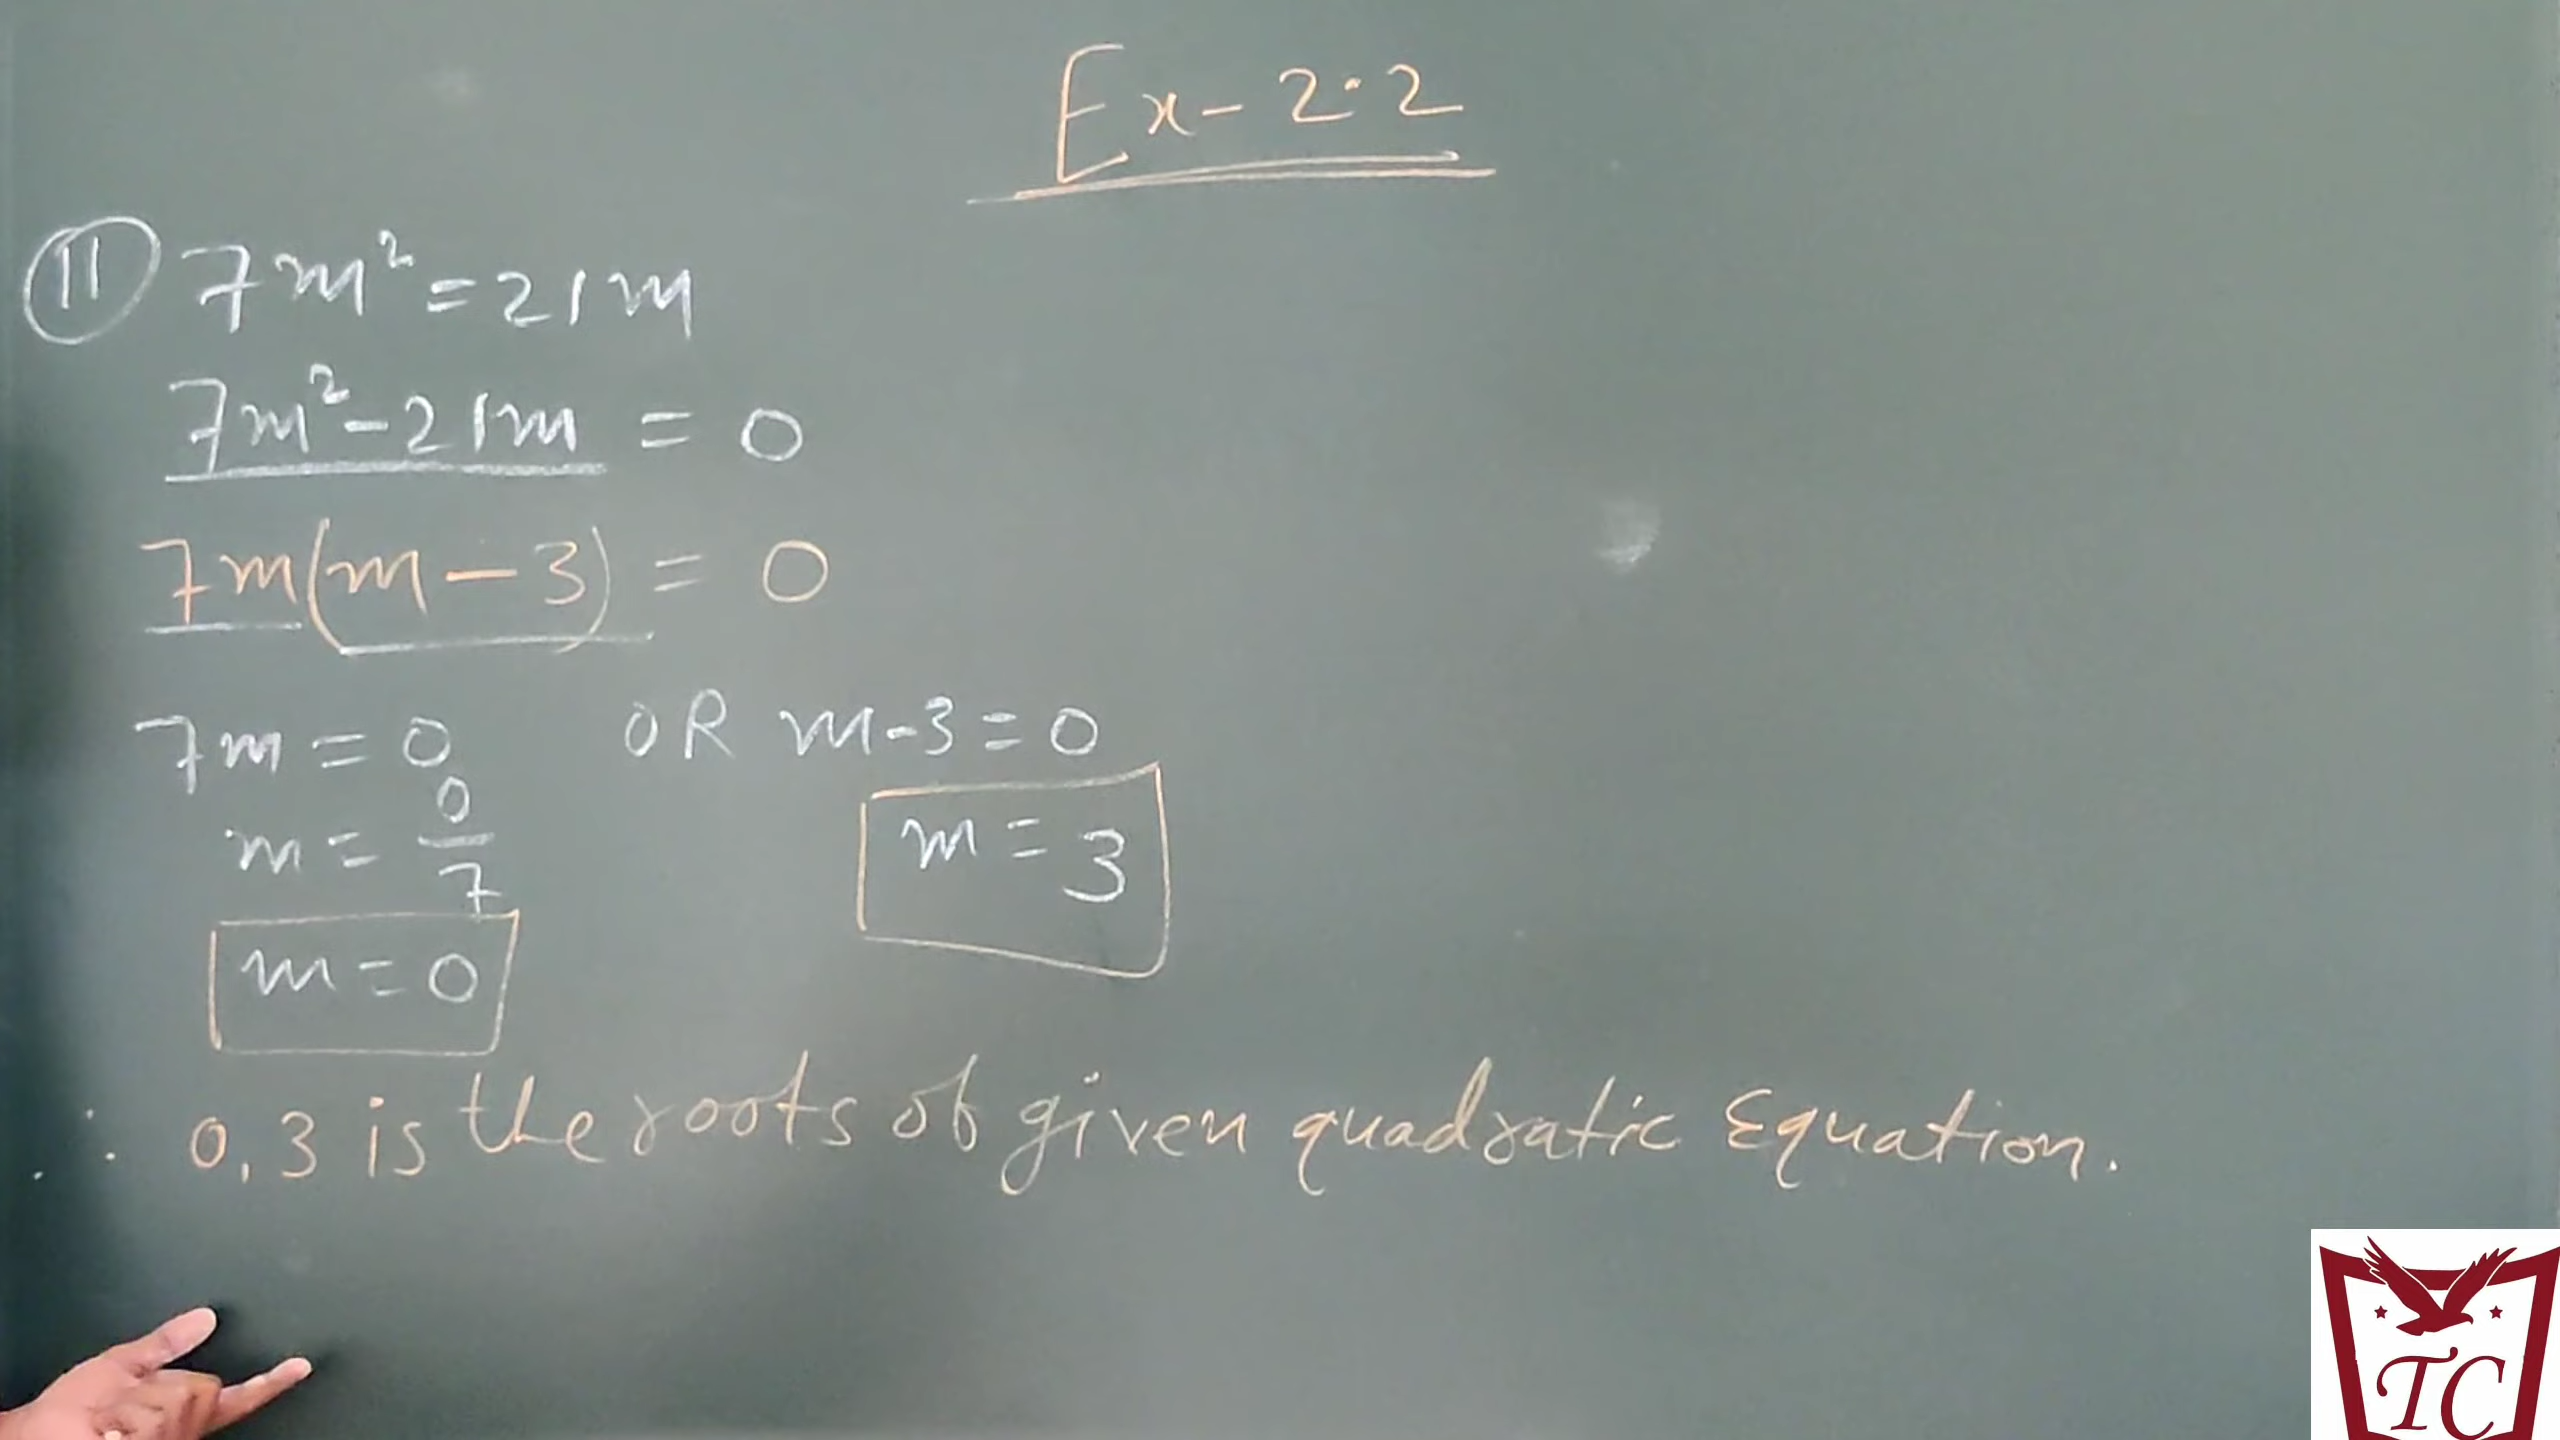 Ex-2.2
(11) 7m² = 21m
7m² - 21m = 0
7m(m - 3) = 0
7m = 0 OR m-3=0
m = 0/7 m = 3
m = 0
∴ 0,3 is the roots of given quadratic Equation.
TC